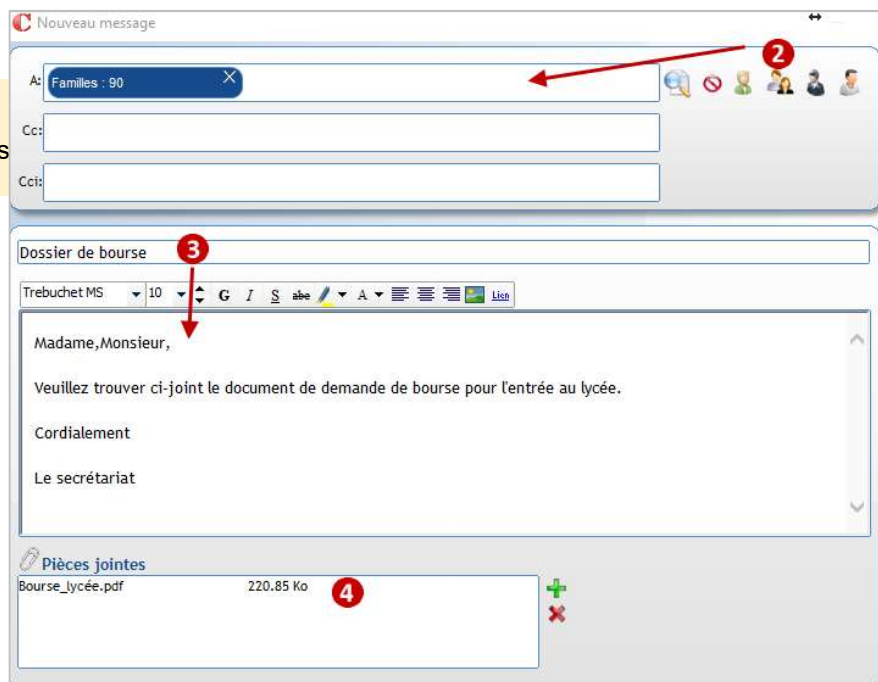 Nouveau message
2
A: Familles : 90 X
s
Cc:
Cci:
Dossier de bourse
3
Trebuchet MS 10 G I S abc A Lien
Madame,Monsieur,
Veuillez trouver ci-joint le document de demande de bourse pour l'entrée au lycée.
Cordialement
Le secrétariat
Pièces jointes
Bourse_lycée.pdf 220.85 Ko 4